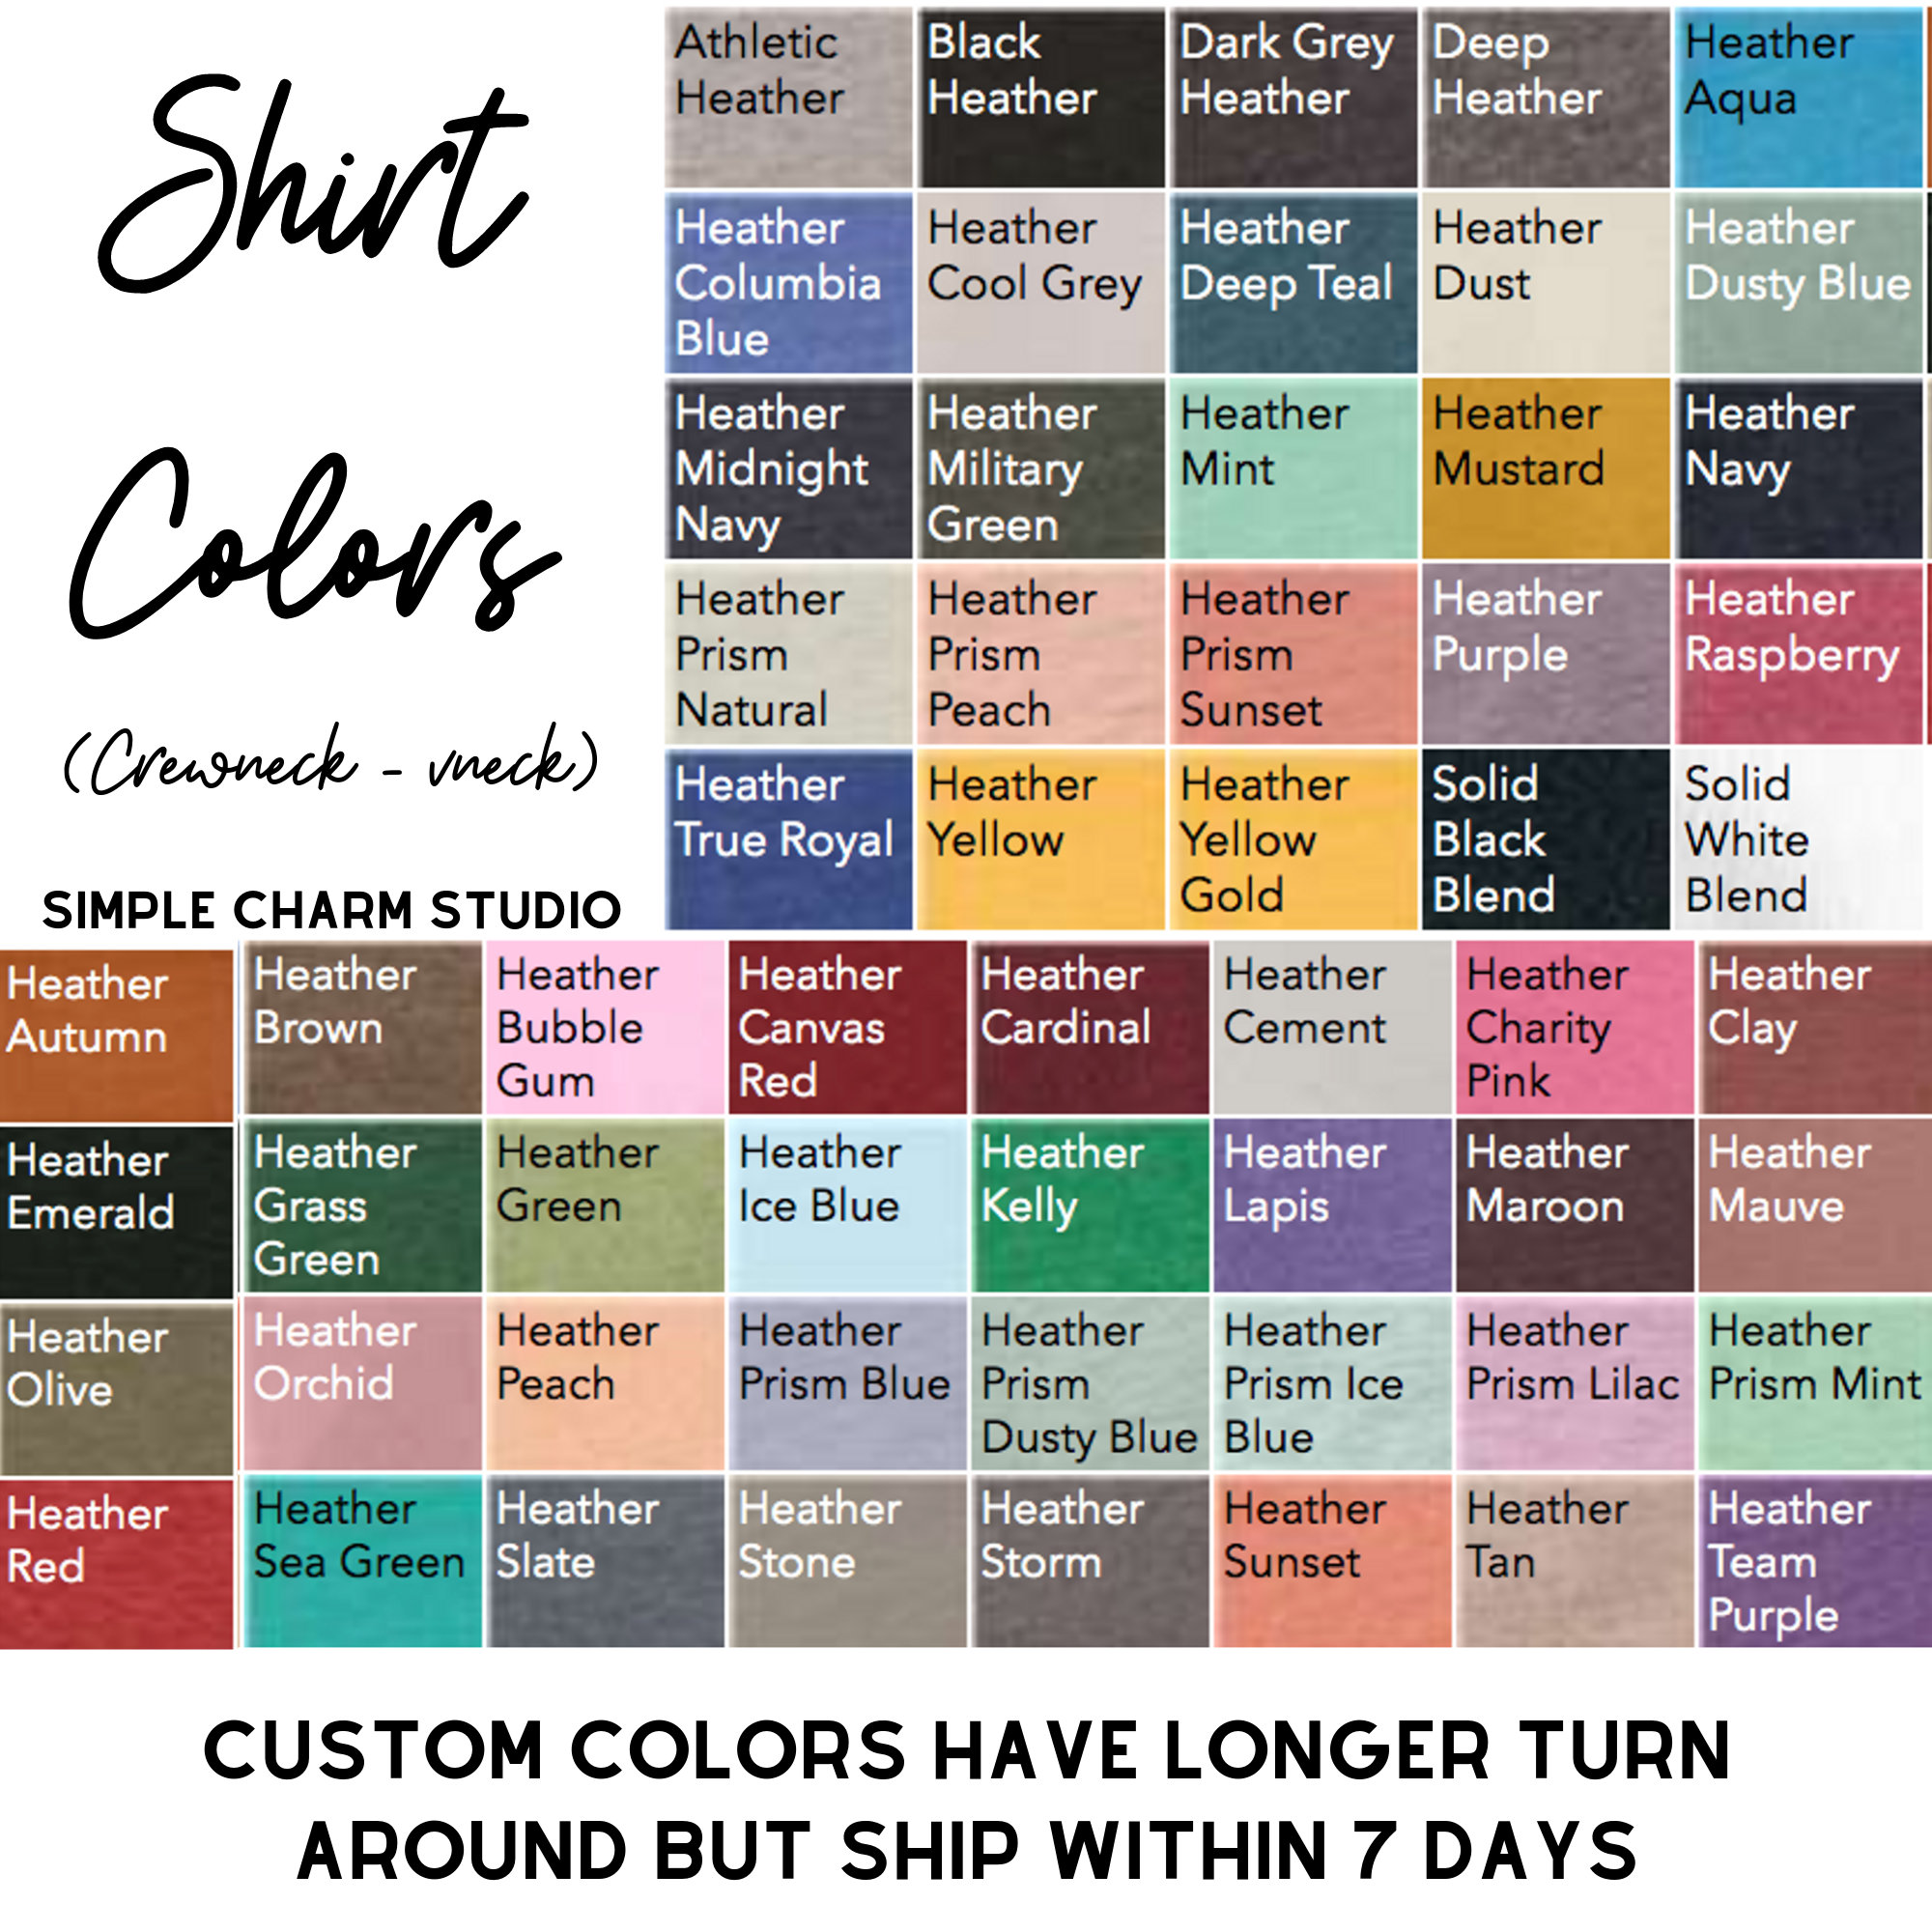 Shirt
Colors
(Crewneck - vneck)
SIMPLE CHARM STUDIO
Athletic
Heather
Black
Heather
Dark Grey
Heather
Deep
Heather
Heather
Aqua
Heather
Columbia
Blue
Heather
Cool Grey
Heather
Deep Teal
Heather
Dust
Heather
Dusty Blue
Heather
Midnight
Navy
Heather
Military
Green
Heather
Mint
Heather
Mustard
Heather
Navy
Heather
Prism
Natural
Heather
Prism
Peach
Heather
Prism
Sunset
Heather
Purple
Heather
Raspberry
Heather
True Royal
Heather
Yellow
Heather
Yellow
Gold
Solid
Black
Blend
Solid
White
Blend
Heather
Autumn
Heather
Brown
Heather
Bubble
Gum
Heather
Canvas
Red
Heather
Cardinal
Heather
Cement
Heather
Charity
Pink
Heather
Clay
Heather
Emerald
Heather
Grass
Green
Heather
Green
Heather
Ice Blue
Heather
Kelly
Heather
Lapis
Heather
Maroon
Heather
Mauve
Heather
Olive
Heather
Orchid
Heather
Peach
Heather
Prism Blue
Heather
Prism
Dusty Blue
Heather
Prism Ice
Blue
Heather
Prism Lilac
Heather
Prism Mint
Heather
Red
Heather
Sea Green
Heather
Slate
Heather
Stone
Heather
Storm
Heather
Sunset
Heather
Tan
Heather
Team
Purple
CUSTOM COLORS HAVE LONGER TURN
AROUND BUT SHIP WITHIN 7 DAYS